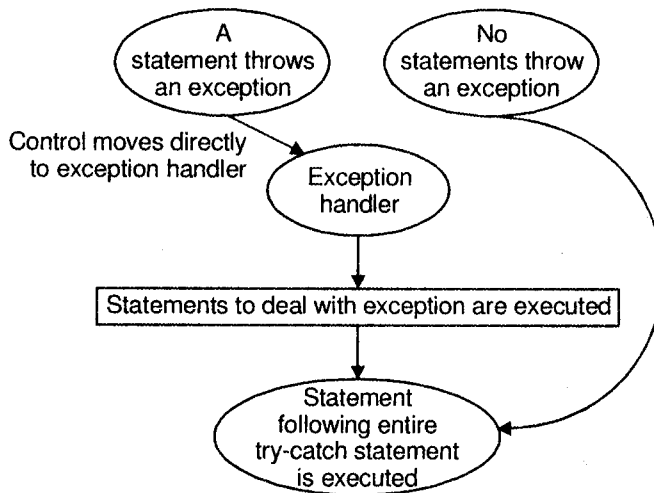 A
statement throws
an exception
No
statements throw
an exception
Control moves directly
to exception handler
Exception
handler
Statements to deal with exception are executed
Statement
following entire
try-catch statement
is executed